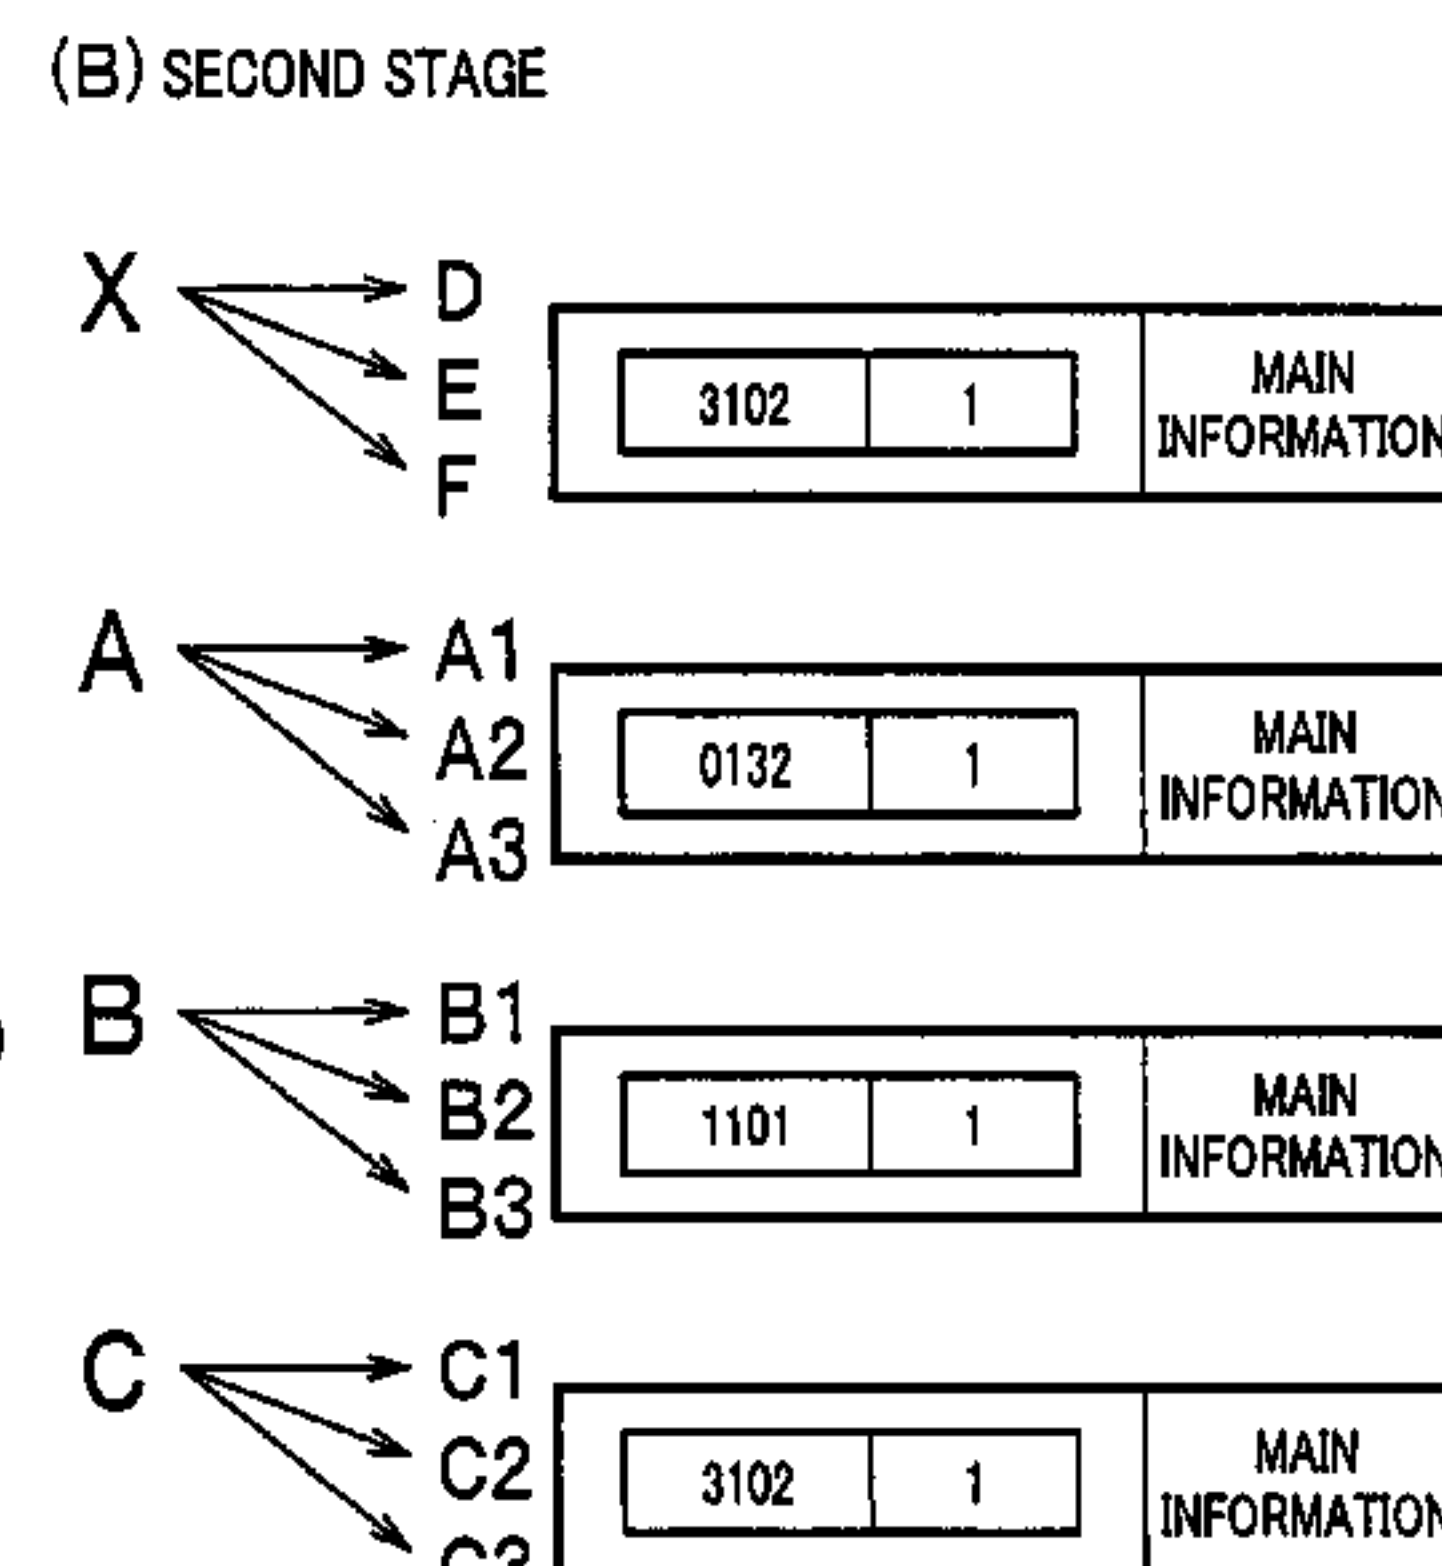 (B) SECOND STAGE
X
D
E
F
3102 1
MAIN
INFORMATION
A
A1
A2
A3
0132 1
MAIN
INFORMATION
B
B1
B2
B3
1101 1
MAIN
INFORMATION
C
C1
C2
C3
3102 1
MAIN
INFORMATION